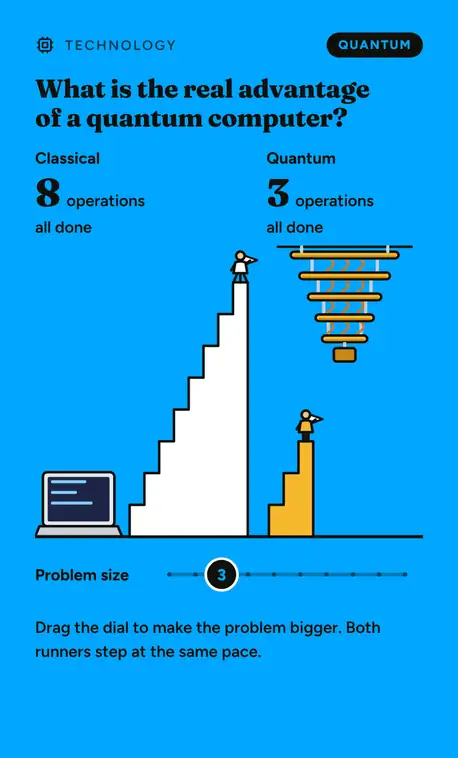 TECHNOLOGY
QUANTUM
What is the real advantage
of a quantum computer?
Classical
8 operations
all done
Quantum
3 operations
all done
Problem size
3
Drag the dial to make the problem bigger. Both
runners step at the same pace.